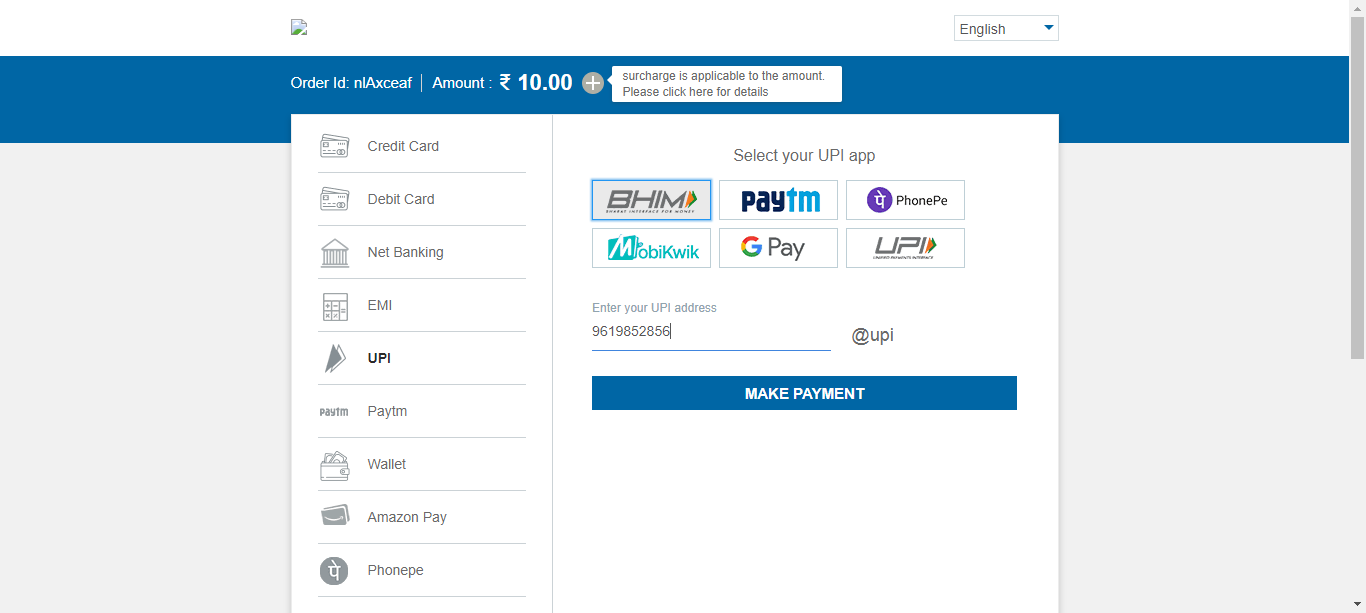 English
Order Id: nlAxceaf | Amount : ₹ 10.00
surcharge is applicable to the amount.
Please click here for details
Credit Card
Debit Card
Net Banking
EMI
UPI
Paytm
Paytm
Wallet
Amazon Pay
पे Phonepe
Select your UPI app
BHIM
BHARAT INTERFACE FOR MONEY
Paytm
पे PhonePe
MobiKwik
G Pay
UPI
UNIFIED PAYMENTS INTERFACE
Enter your UPI address
9619852856
@upi
MAKE PAYMENT